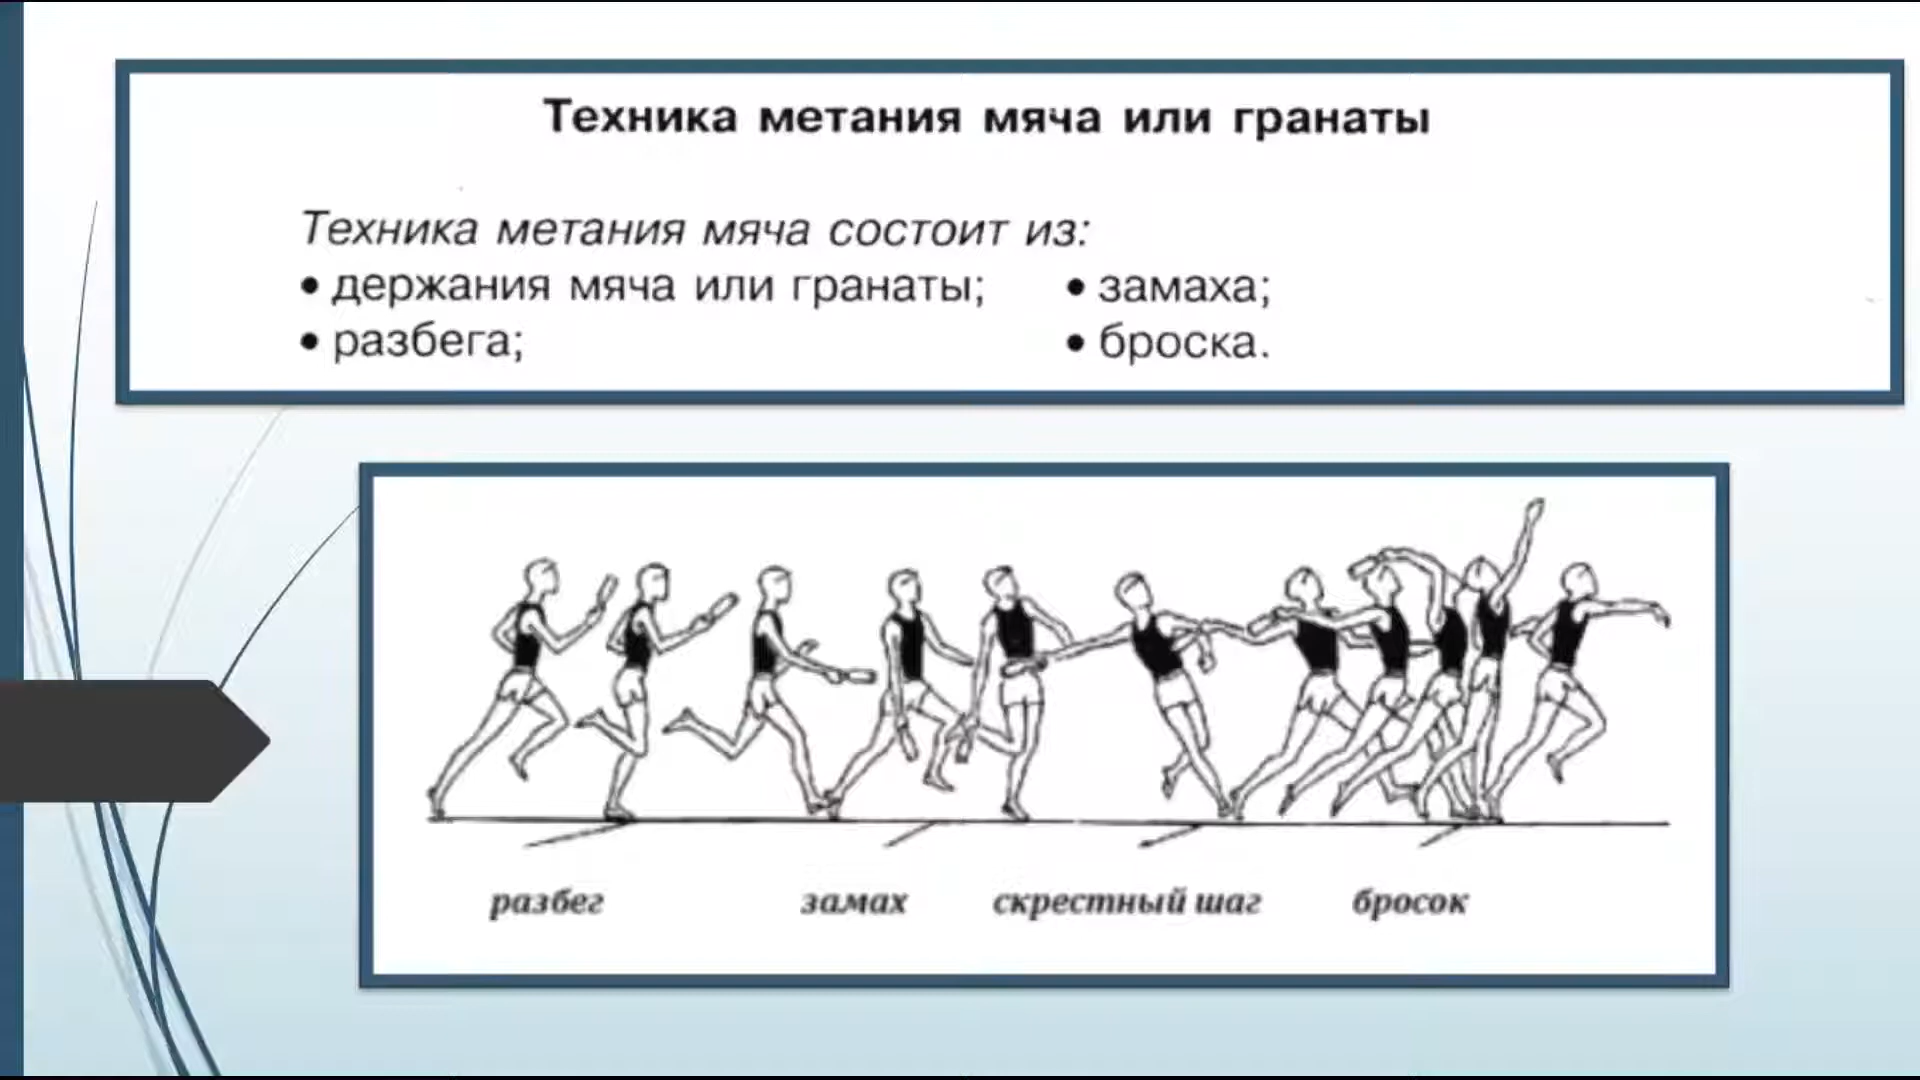 Техника метания мяча или гранаты
Техника метания мяча состоит из:
• держания мяча или гранаты; • замаха;
• разбега; • броска.
разбег замах скрестный шаг бросок